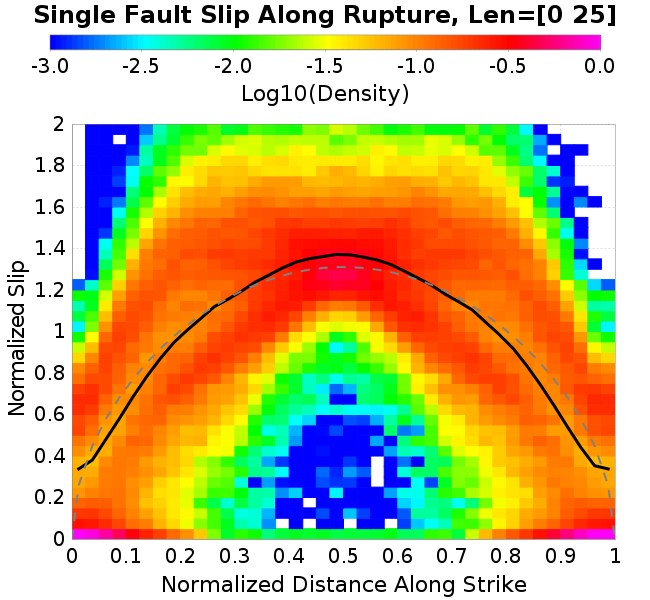 Single Fault Slip Along Rupture, Len=[0 25]
-3.0 -2.5 -2.0 -1.5 -1.0 -0.5 0.0
Log10(Density)
2
1.8
1.6
1.4
1.2
1
0.8
0.6
0.4
0.2
0
Normalized Slip
0 0.1 0.2 0.3 0.4 0.5 0.6 0.7 0.8 0.9 1
Normalized Distance Along Strike